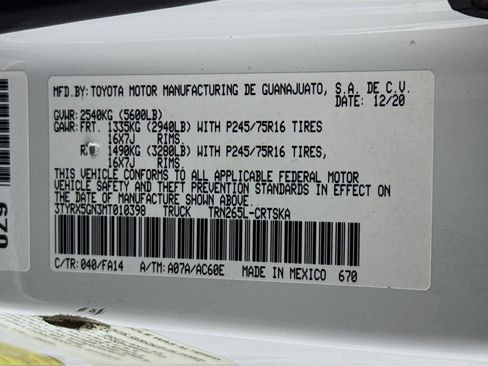 MFD.BY:TOYOTA MOTOR MANUFACTURING DE GUANAJUATO, S.A. DE C.V.
DATE: 12/20
GVWR: 2540KG (5600LB)
GAWR: FRT. 1335KG (2940LB) WITH P245/75R16 TIRES
16X7J RIMS,
1490KG (3280LB) WITH P245/75R16 TIRES,
16X7J RIMS
THIS VEHICLE CONFORMS TO ALL APPLICABLE FEDERAL MOTOR
VEHICLE SAFETY AND THEFT PREVENTION STANDARDS IN EFFECT
ON THE DATE OF MANUFACTURE SHOWN ABOVE.
3TYRX5GN3MT010398 TRUCK TRN265L-CRTSKA
C/TR: 040/FA14 A/TM: A07A/AC60E MADE IN MEXICO 670
029